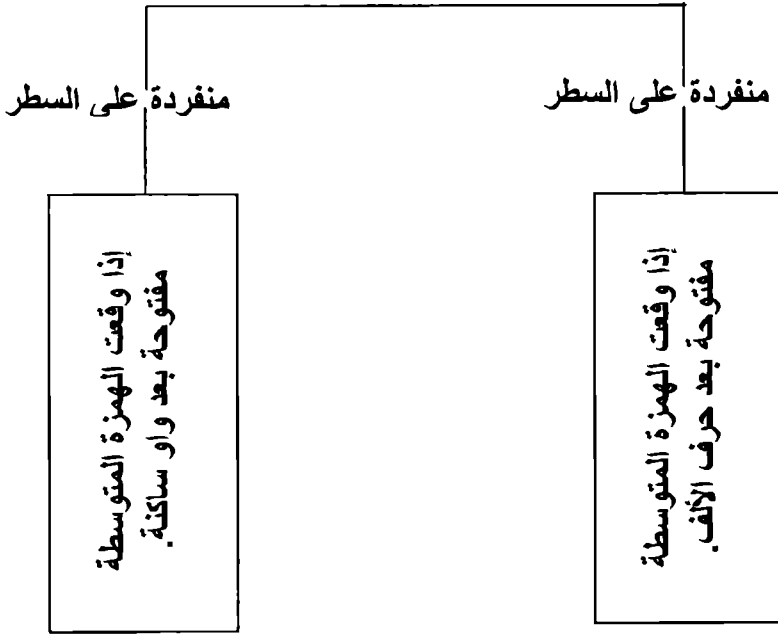 منفردة على السطر
إذا وقعت الهمزة المتوسطة
مفتوحة بعد حرف الألف.
منفردة على السطر
إذا وقعت الهمزة المتوسطة
مفتوحة بعد واو ساكنة.